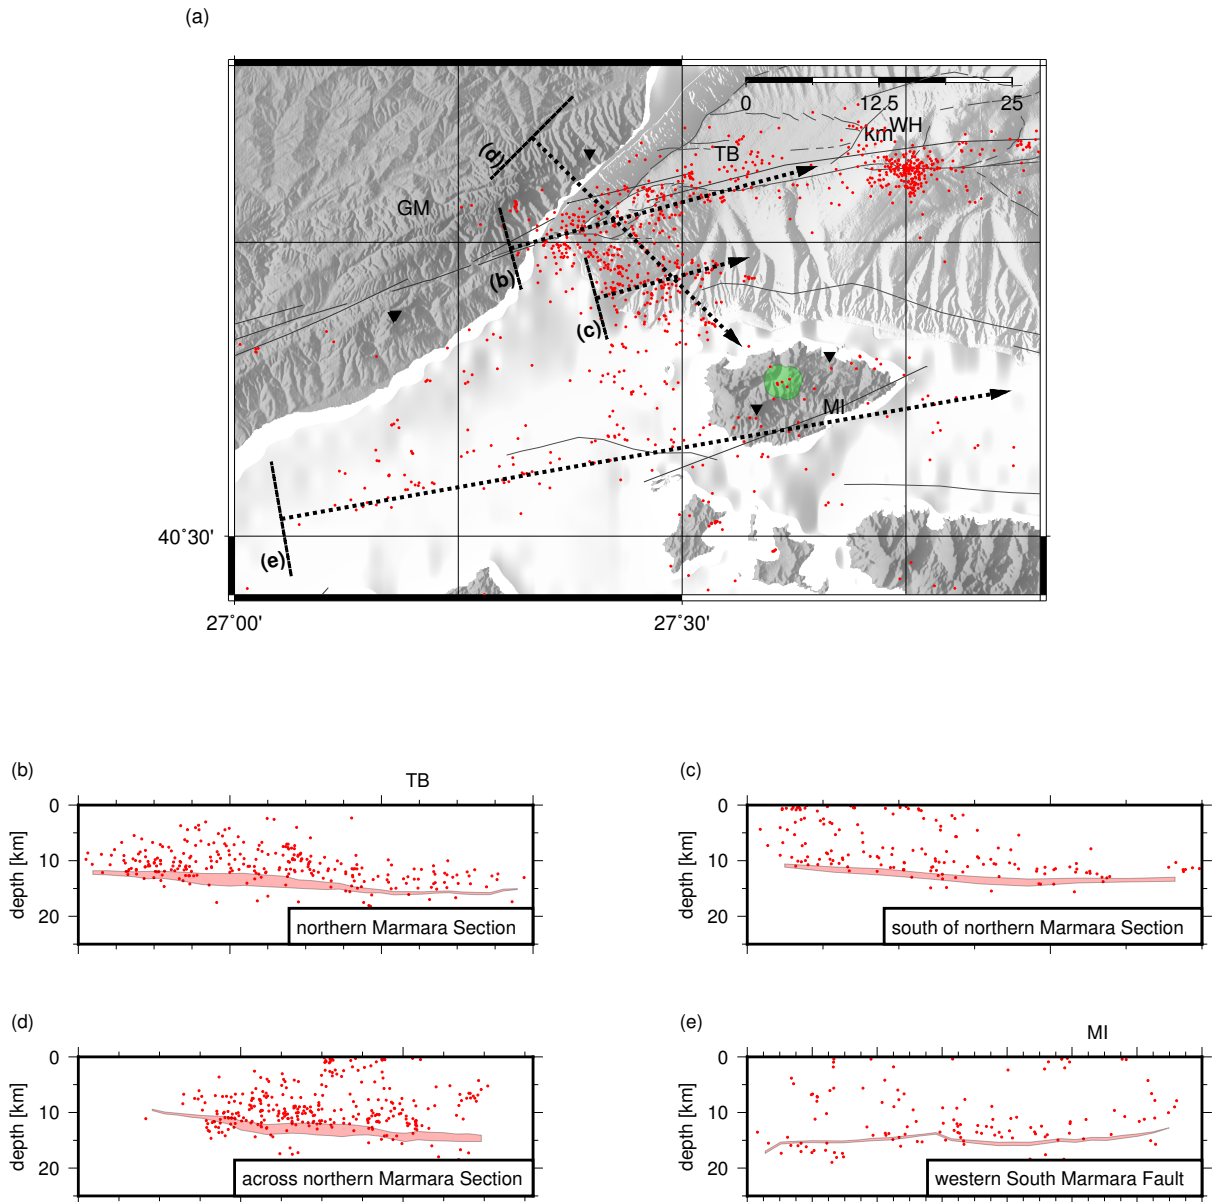 (a)
0
12.5
25
km
WH
TB
(d)
GM
(b)
(c)
MI
40°30'
(e)
27°00'
27°30'
(b)
TB
0
10
20
depth [km]
northern Marmara Section
(c)
0
10
20
depth [km]
south of northern Marmara Section
(d)
0
10
20
depth [km]
across northern Marmara Section
(e)
MI
0
10
20
depth [km]
western South Marmara Fault